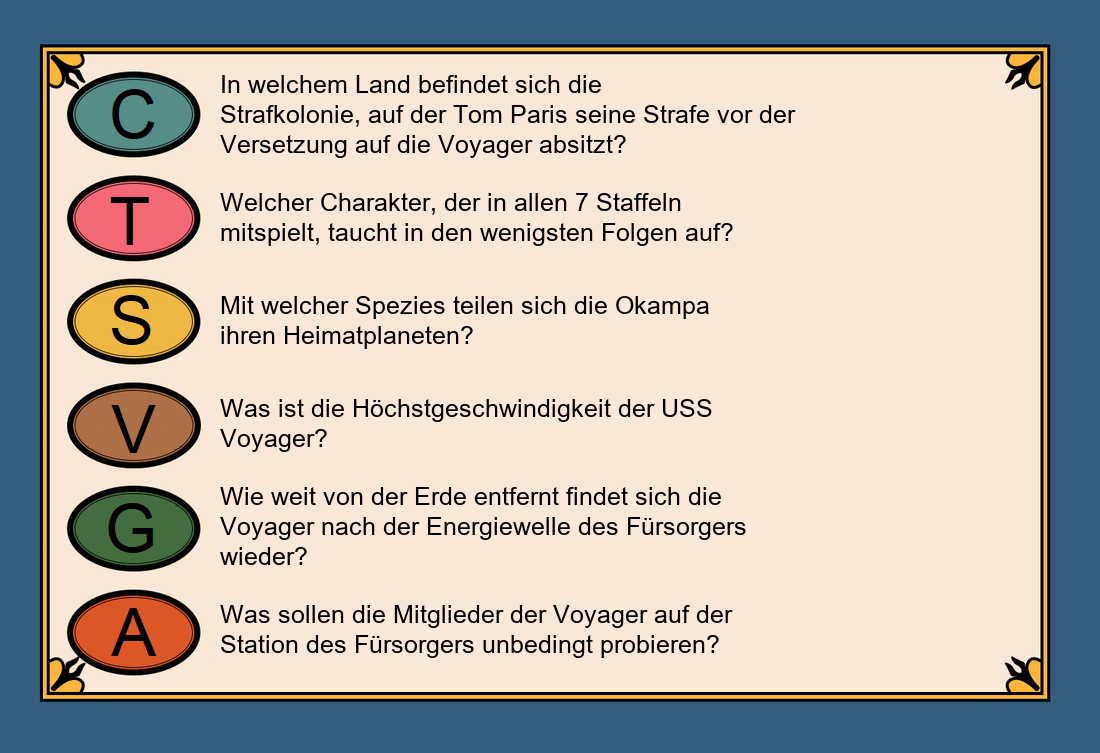 C
In welchem Land befindet sich die
Strafkolonie, auf der Tom Paris seine Strafe vor der
Versetzung auf die Voyager absitzt?
T
Welcher Charakter, der in allen 7 Staffeln
mitspielt, taucht in den wenigsten Folgen auf?
S
Mit welcher Spezies teilen sich die Okampa
ihren Heimatplaneten?
V
Was ist die Höchstgeschwindigkeit der USS
Voyager?
G
Wie weit von der Erde entfernt findet sich die
Voyager nach der Energiewelle des Fürsorgers
wieder?
A
Was sollen die Mitglieder der Voyager auf der
Station des Fürsorgers unbedingt probieren?